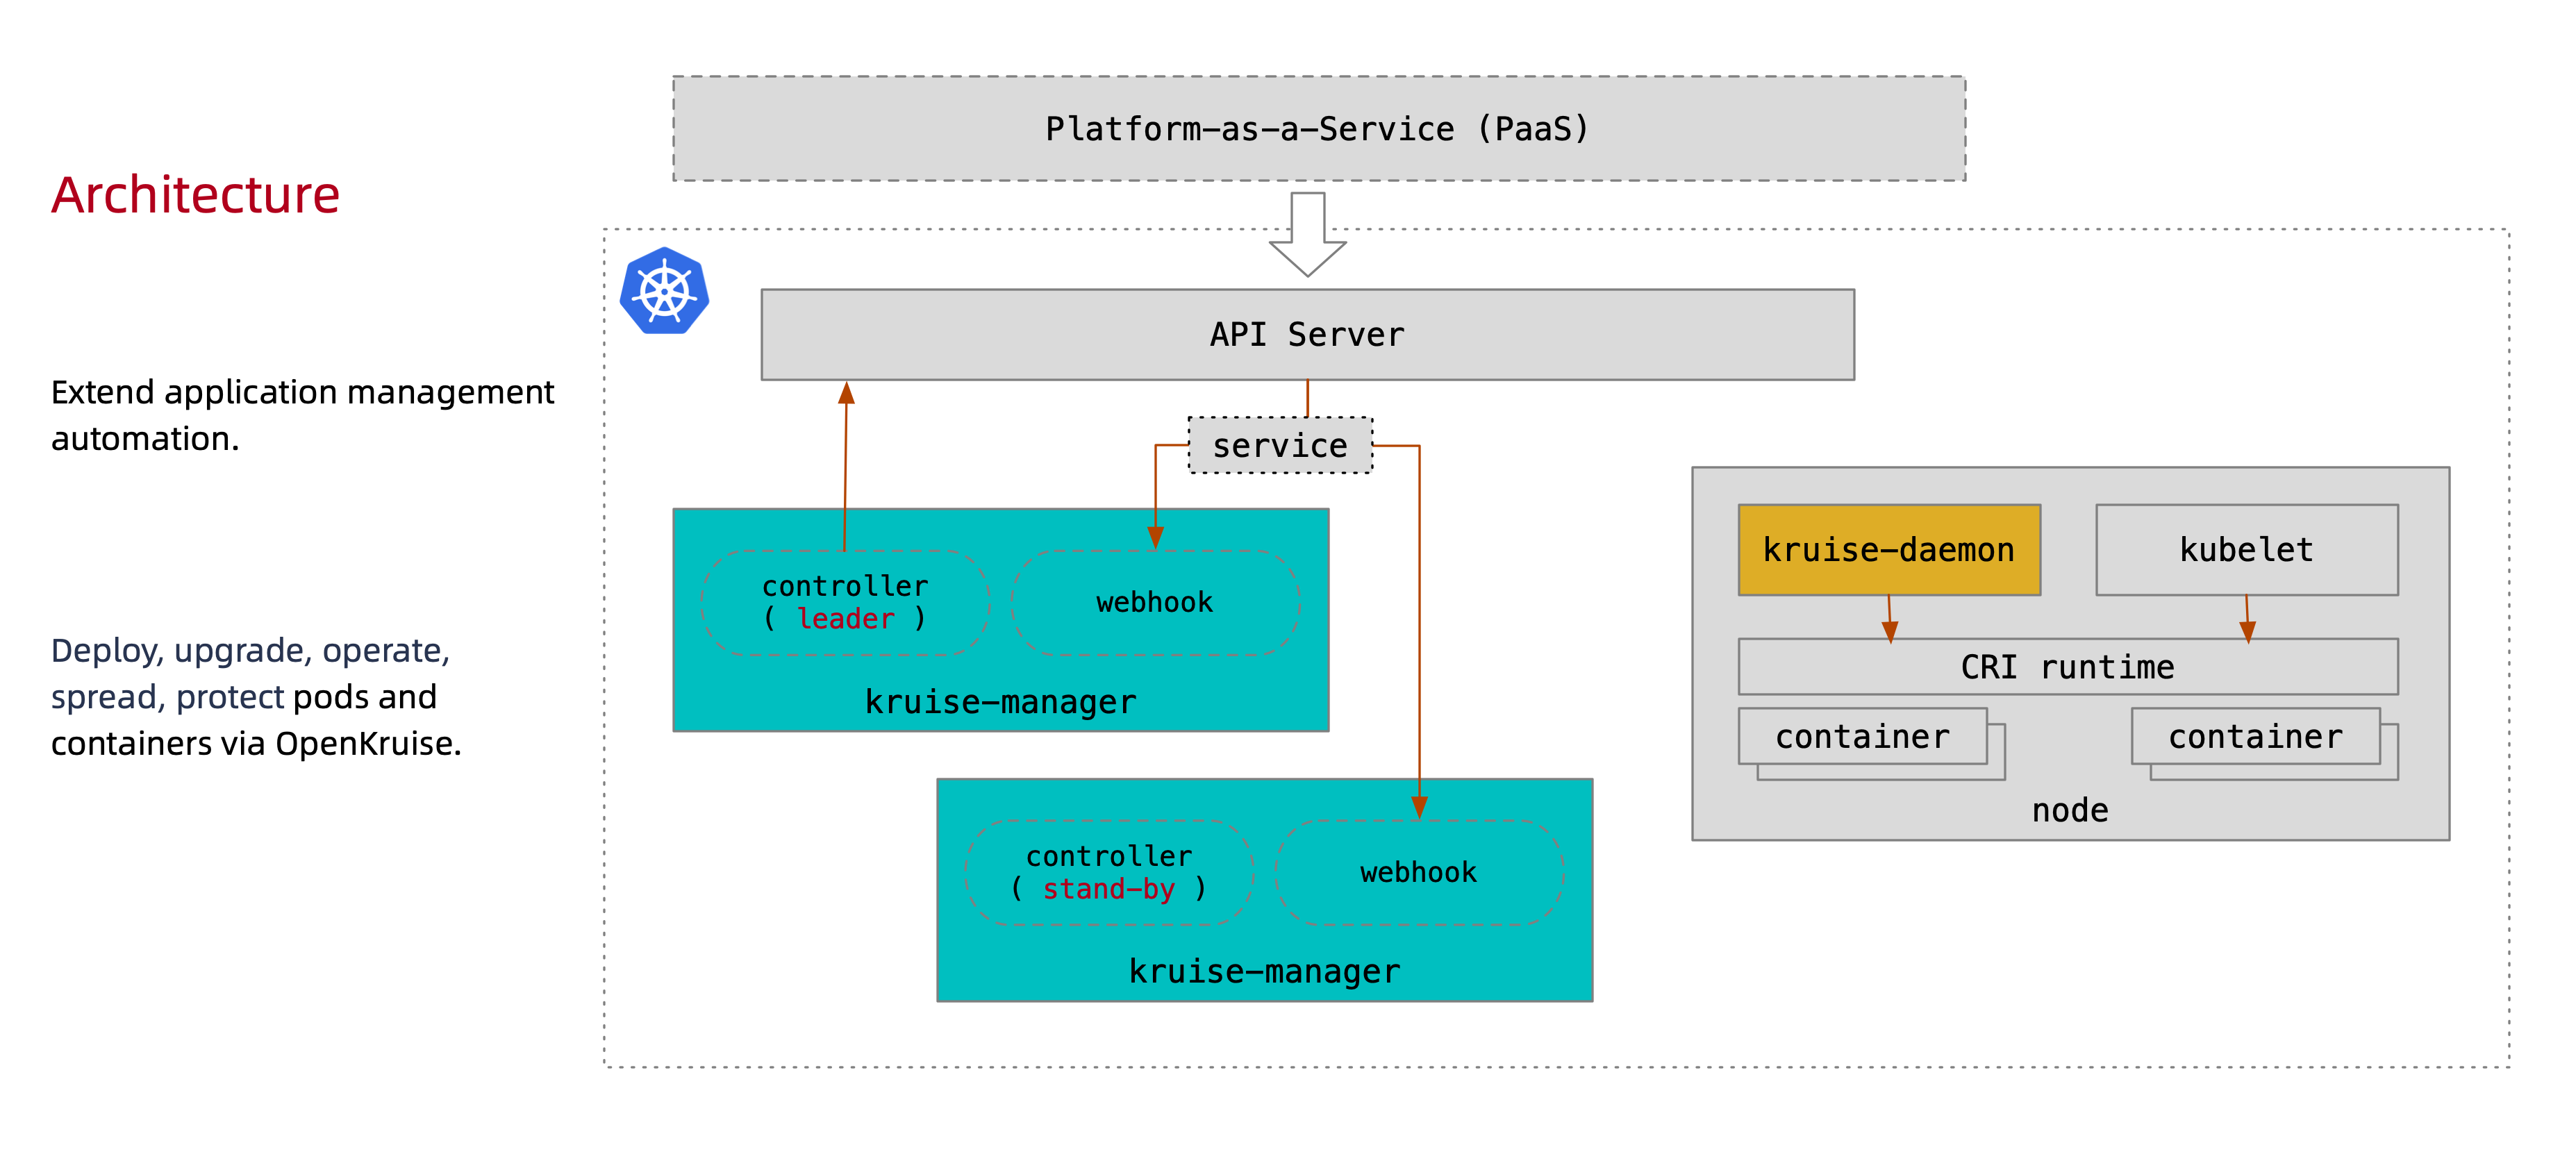 Architecture
Extend application management
automation.
Deploy, upgrade, operate,
spread, protect pods and
containers via OpenKruise.
Platform-as-a-Service (PaaS)
API Server
service
controller
( leader )
webhook
kruise-manager
controller
( stand-by )
webhook
kruise-manager
kruise-daemon
kubelet
CRI runtime
container
container
node